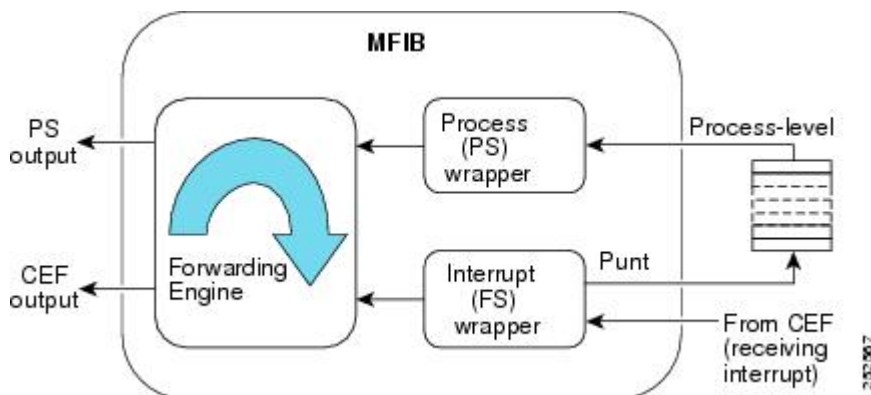 MFIB
PS
output
CEF
output
Forwarding
Engine
Process
(PS)
wrapper
Interrupt
(FS)
wrapper
Process-level
Punt
From CEF
(receiving
interrupt)